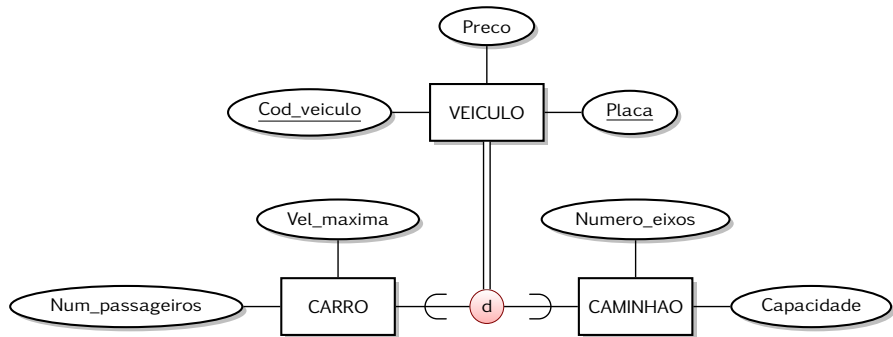 Preco
Cod_veiculo
VEICULO
Placa
Vel_maxima
Numero_eixos
Num_passageiros
CARRO
d
CAMINHAO
Capacidade